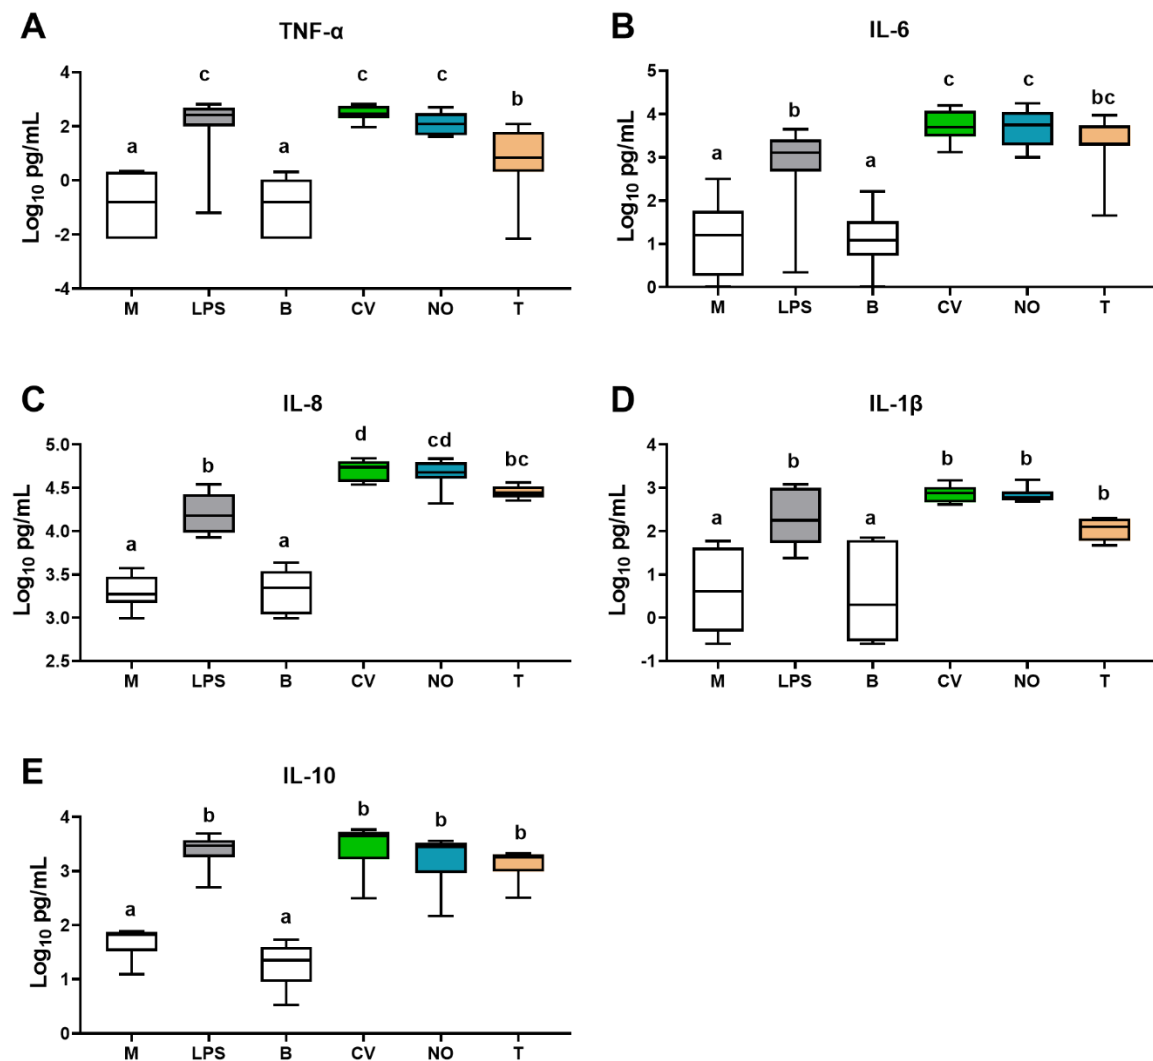 A
TNF-α
Log₁₀ pg/mL
4
2
0
-2
-4
a
c
a
c
c
b
M LPS B CV NO T
B
IL-6
Log₁₀ pg/mL
5
4
3
2
1
0
a
b
a
c
c
bc
M LPS B CV NO T
C
IL-8
Log₁₀ pg/mL
5.0
4.5
4.0
3.5
3.0
2.5
a
b
a
d
cd
bc
M LPS B CV NO T
D
IL-1β
Log₁₀ pg/mL
4
3
2
1
0
-1
a
b
a
b
b
b
M LPS B CV NO T
E
IL-10
Log₁₀ pg/mL
4
3
2
1
0
a
b
a
b
b
b
M LPS B CV NO T